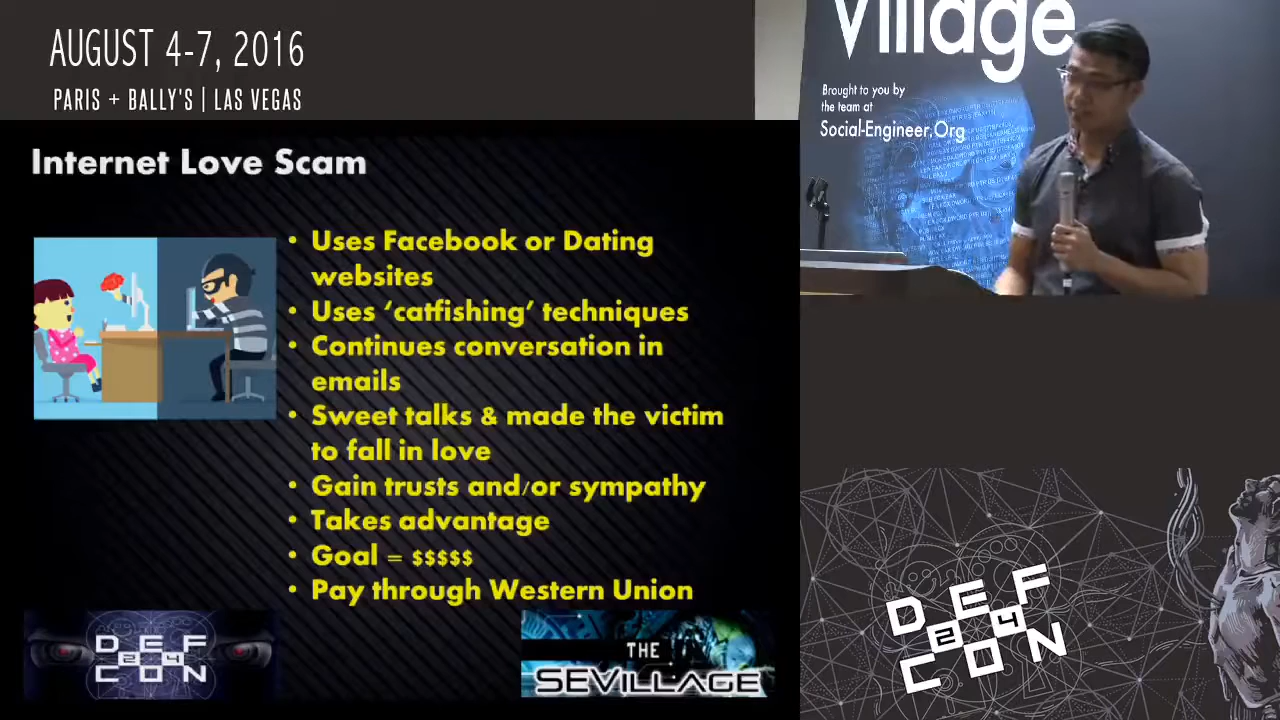 AUGUST 4-7, 2016
PARIS + BALLY'S | LAS VEGAS
Village
Brought to you by
the team at
Social-Engineer.Org
Internet Love Scam
• Uses Facebook or Dating
websites
• Uses ‘catfishing’ techniques
• Continues conversation in
emails
• Sweet talks & made the victim
to fall in love
• Gain trusts and/or sympathy
• Takes advantage
• Goal = $$$$$
• Pay through Western Union
DEF
24
CON
THE
SEVILLAGE
DEF
24
CON